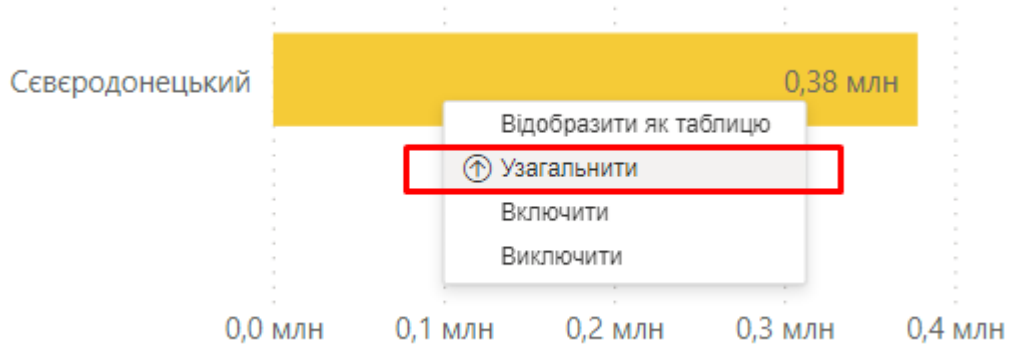 Сєвєродонецький
0,38 млн
Відобразити як таблицю
Узагальнити
Включити
Виключити
0,0 млн 0,1 млн 0,2 млн 0,3 млн 0,4 млн